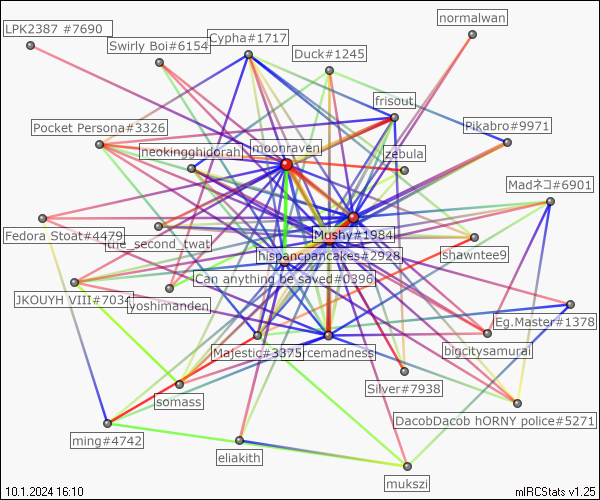 LPK2387 #7690
normalwan
Swirly Boi#6154
Cypha#1717
Duck#1245
frisout
Pocket Persona#3326
Pikabro#9971
neokingghidorah
moonraven
zebula
Madネコ#6901
Fedora Stoat#4479
the_second_twat
Mushy#1984
hispancpancakes#2928
shawntee9
Can anything be saved#0396
JKOUYH VIII#7034
yoshimanden
Eg.Master#1378
Majestic#3375
rcemadness
bigcitysamurai
somass
Silver#7938
DacobDacob hORNY police#5271
ming#4742
eliakith
mukszi
10.1.2024 16:10
mIRCStats v1.25